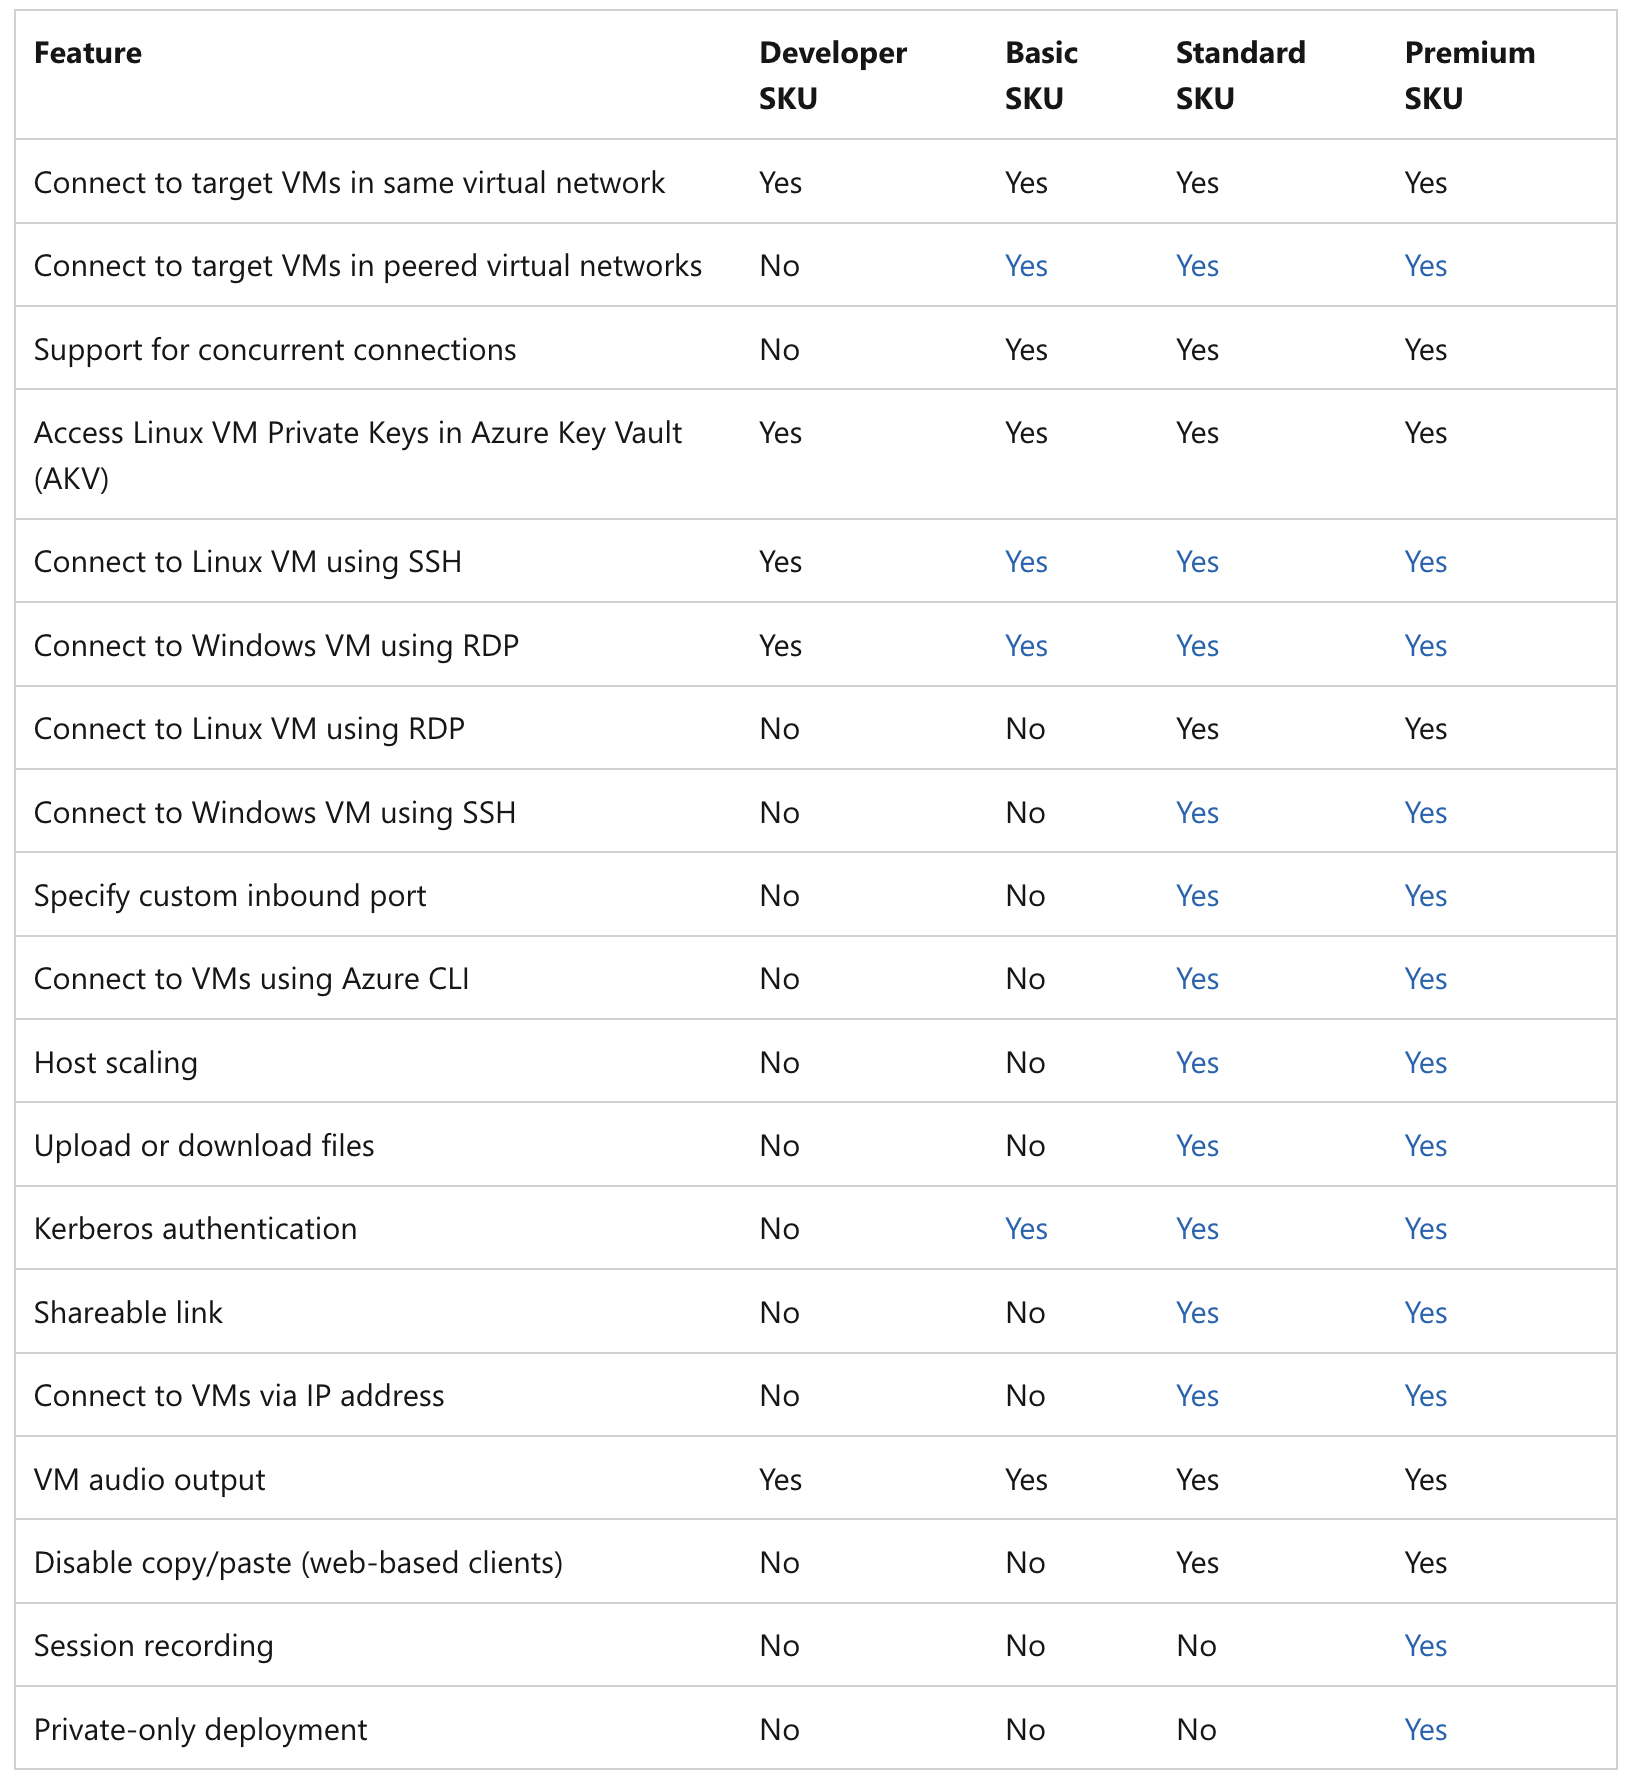 Feature Developer SKU Basic SKU Standard SKU Premium SKU
Connect to target VMs in same virtual network Yes Yes Yes Yes
Connect to target VMs in peered virtual networks No Yes Yes Yes
Support for concurrent connections No Yes Yes Yes
Access Linux VM Private Keys in Azure Key Vault (AKV) Yes Yes Yes Yes
Connect to Linux VM using SSH Yes Yes Yes Yes
Connect to Windows VM using RDP Yes Yes Yes Yes
Connect to Linux VM using RDP No No Yes Yes
Connect to Windows VM using SSH No No Yes Yes
Specify custom inbound port No No Yes Yes
Connect to VMs using Azure CLI No No Yes Yes
Host scaling No No Yes Yes
Upload or download files No No Yes Yes
Kerberos authentication No Yes Yes Yes
Shareable link No No Yes Yes
Connect to VMs via IP address No No Yes Yes
VM audio output Yes Yes Yes Yes
Disable copy/paste (web-based clients) No No Yes Yes
Session recording No No No Yes
Private-only deployment No No No Yes